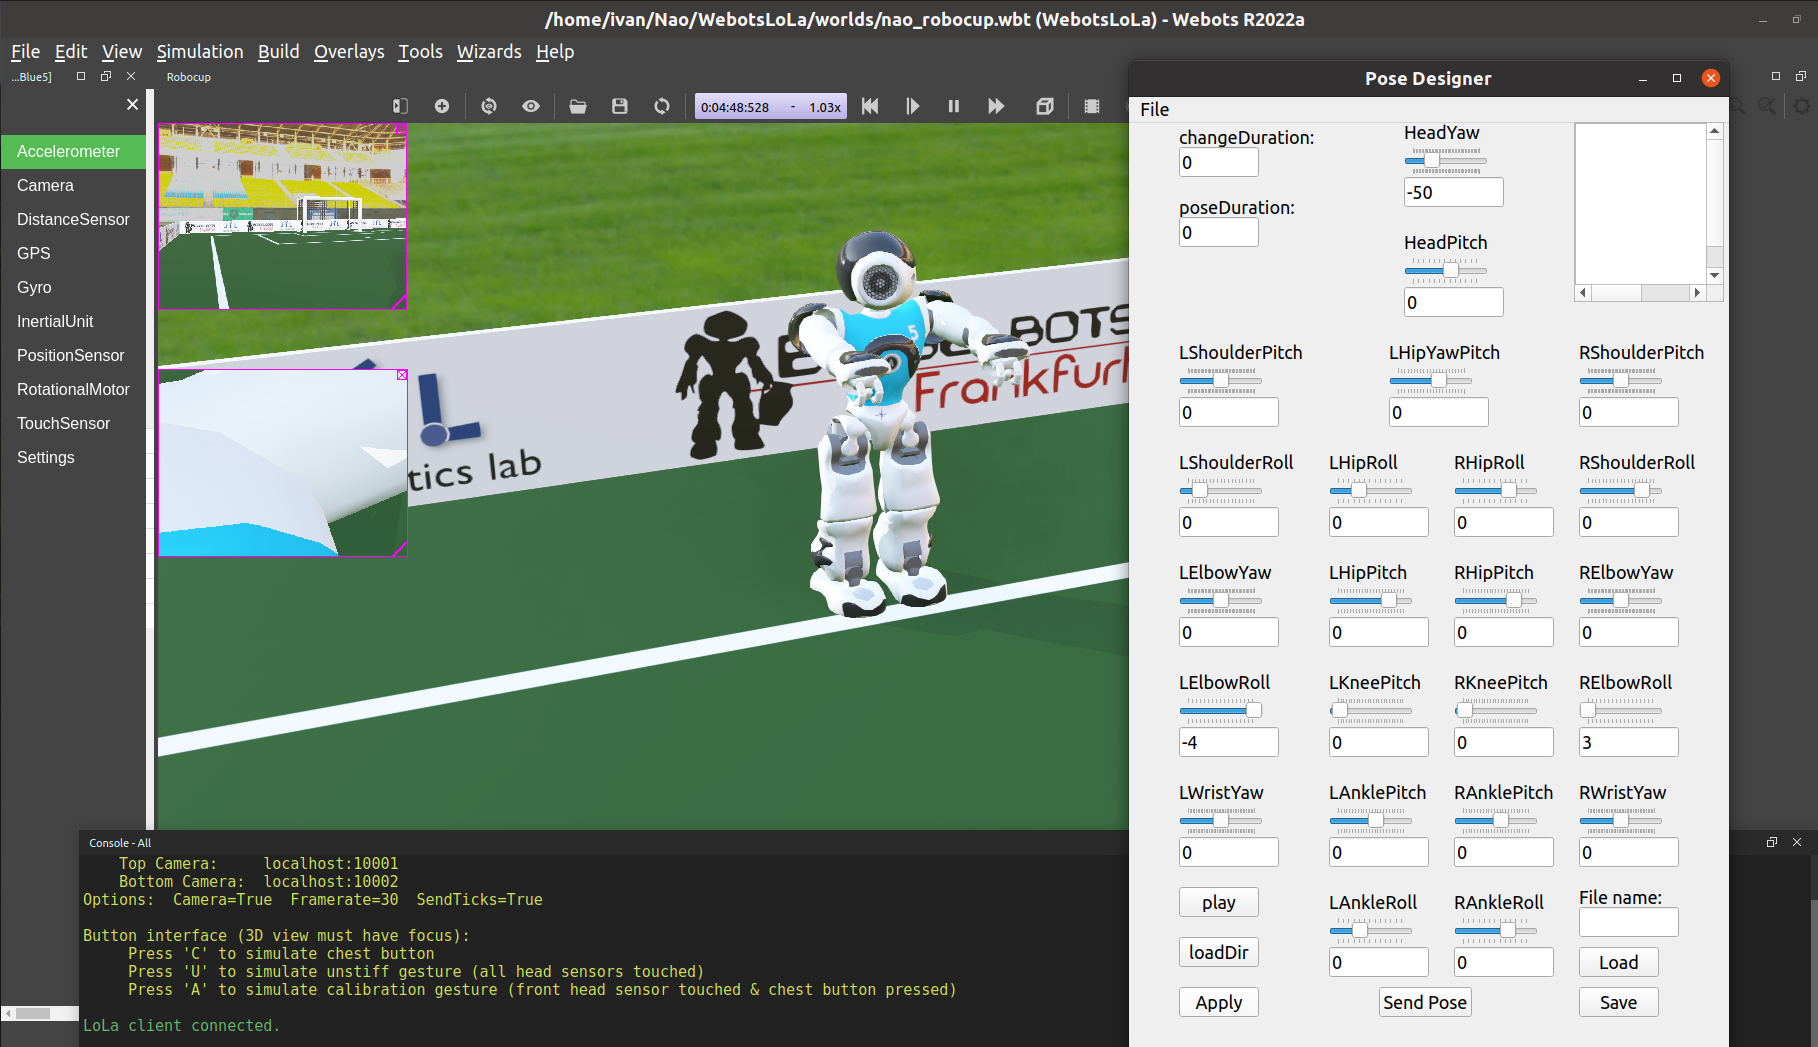 /home/ivan/Nao/WebotsLoLa/worlds/nao_robocup.wbt (WebotsLoLa) - Webots R2022a
File Edit View Simulation Build Overlays Tools Wizards Help
...Blue5]
Robocup
0:04:48:528 - 1.03x
Accelerometer
Camera
DistanceSensor
GPS
Gyro
InertialUnit
PositionSensor
RotationalMotor
TouchSensor
Settings
5
BOTS
Frankfur
tics lab
Console - All
Top Camera: localhost:10001
Bottom Camera: localhost:10002
Options: Camera=True Framerate=30 SendTicks=True
Button interface (3D view must have focus):
Press 'C' to simulate chest button
Press 'U' to simulate unstiff gesture (all head sensors touched)
Press 'A' to simulate calibration gesture (front head sensor touched & chest button pressed)
LoLa client connected.
Pose Designer
File
changeDuration:
0
poseDuration:
0
HeadYaw
-50
HeadPitch
0
LShoulderPitch LHipYawPitch RShoulderPitch
0 0 0
LShoulderRoll LHipRoll RHipRoll RShoulderRoll
0 0 0 0
LElbowYaw LHipPitch RHipPitch RElbowYaw
0 0 0 0
LElbowRoll LKneePitch RKneePitch RElbowRoll
-4 0 0 3
LWristYaw LAnklePitch RAnklePitch RWristYaw
0 0 0 0
play LAnkleRoll RAnkleRoll File name:
loadDir 0 0 Load
Apply Send Pose Save